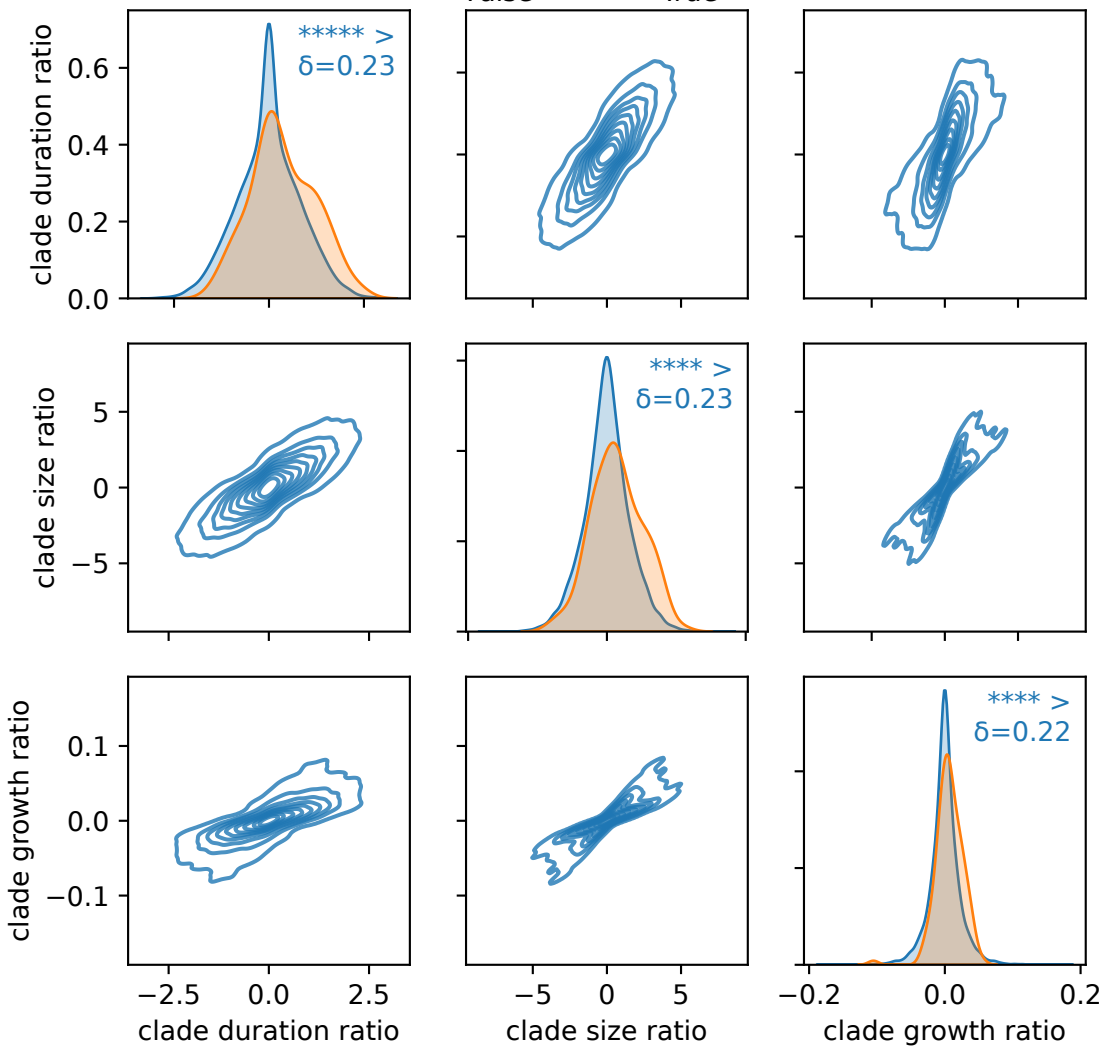 clade duration ratio
0.6
0.4
0.2
0.0
***** >
δ=0.23
clade size ratio
5
0
−5
**** >
δ=0.23
clade growth ratio
0.1
0.0
−0.1
**** >
δ=0.22
−2.5 0.0 2.5
−5 0 5
−0.2 0.0 0.2
clade duration ratio
clade size ratio
clade growth ratio